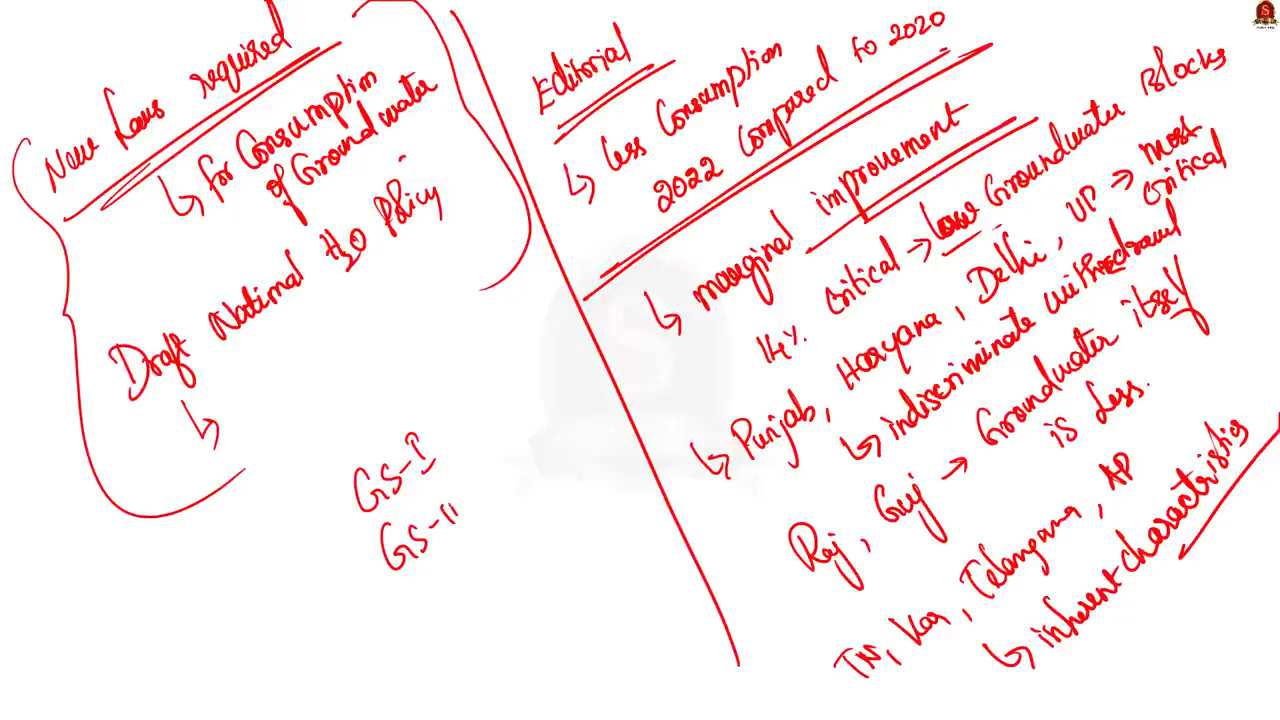 New Laws required
↳ for Consumption
of Groundwater
Draft National H2O Policy
↳
GS-I
GS-II
Editorial
↳ Less Consumption
2022 Compared to 2020
↳ marginal improvement
14% critical → Low Groundwater Blocks
↳ Punjab, Haryana, Delhi, UP → most
critical
↳ indiscriminate withdrawl
Raj, Guj → Groundwater itself
is Less.
TN, Kar, Telangana, AP
↳ inherent characteristics